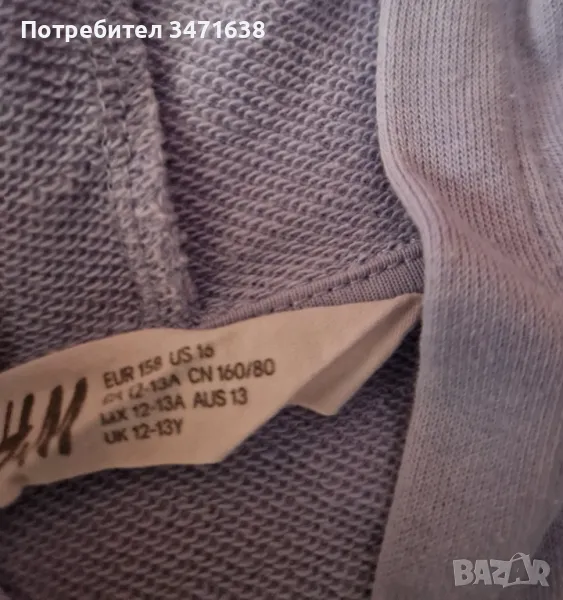 Потребител 3471638
H&M
EUR 158 US 16
12-13A CN 160/80
MX 12-13A AUS 13
UK 12-13Y
BAZAR